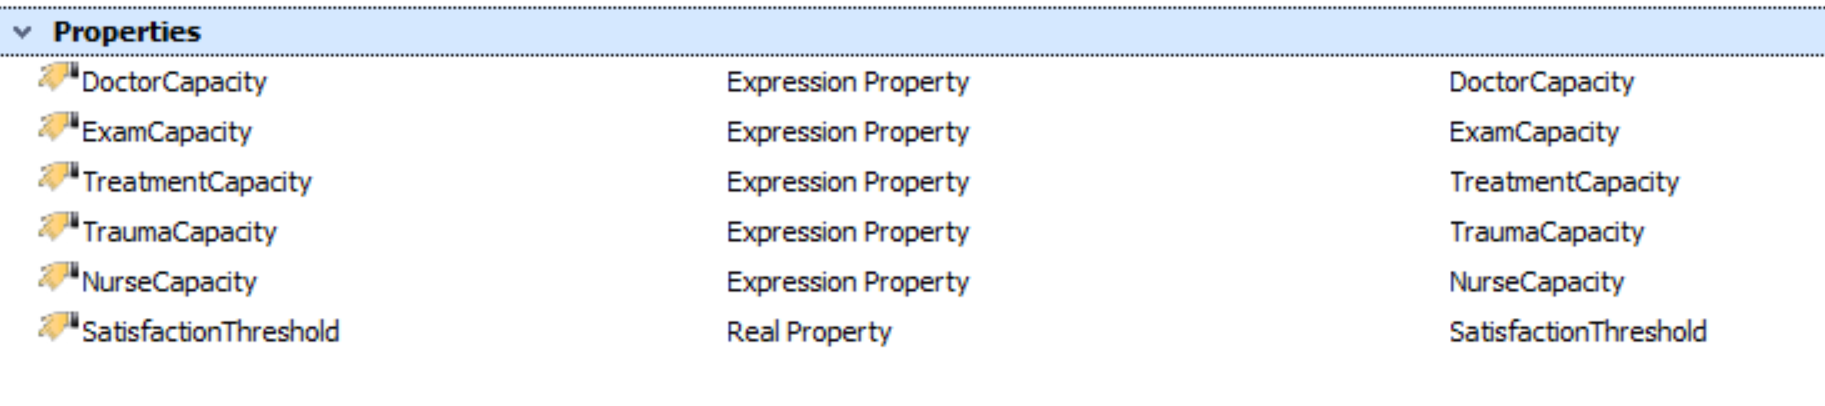 Properties
DoctorCapacity Expression Property DoctorCapacity
ExamCapacity Expression Property ExamCapacity
TreatmentCapacity Expression Property TreatmentCapacity
TraumaCapacity Expression Property TraumaCapacity
NurseCapacity Expression Property NurseCapacity
SatisfactionThreshold Real Property SatisfactionThreshold